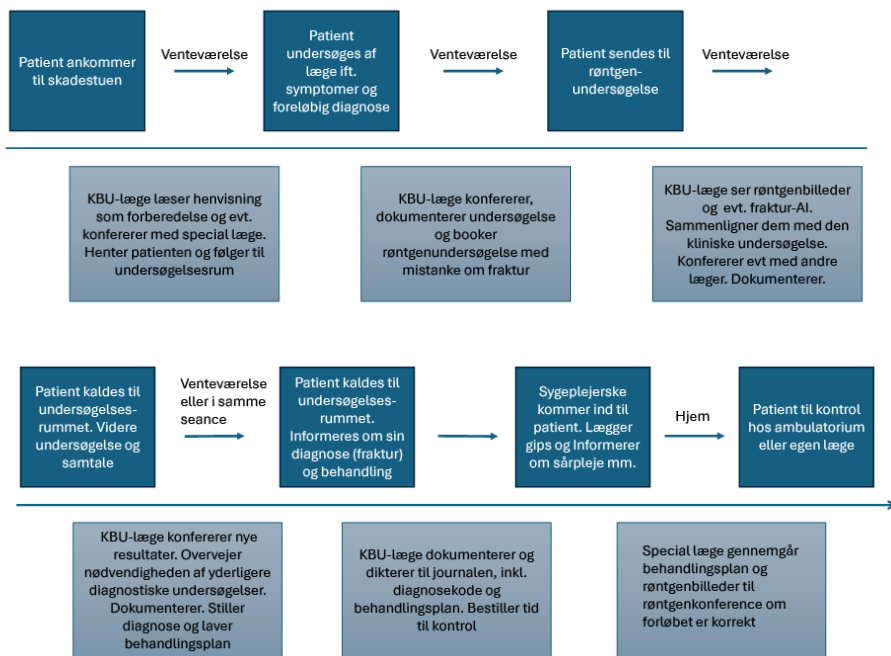 Patient ankommer
til skadestuen
Venteværelse
Patient
undersøges af
læge ift.
symptomer og
foreløbig diagnose
Venteværelse
Patient sendes til
røntgen-
undersøgelse
Venteværelse
KBU-læge læser henvisning
som forberedelse og evt.
konfererer med special læge.
Henter patienten og følger til
undersøgelsesrum
KBU-læge konfererer,
dokumenterer undersøgelse
og booker
røntgenundersøgelse med
mistanke om fraktur
KBU-læge ser røntgenbilleder
og evt. fraktur-AI.
Sammenligner dem med den
kliniske undersøgelse.
Konfererer evt med andre
læger. Dokumenterer.
Patient kaldes til
undersøgelses-
rummet. Videre
undersøgelse og
samtale
Venteværelse
eller i samme
seance
Patient kaldes til
undersøgelses-
rummet.
Informeres om sin
diagnose (fraktur)
og behandling
Sygeplejerske
kommer ind til
patient. Lægger
gips og Informerer
om sårpleje mm.
Hjem
Patient til kontrol
hos ambulatorium
eller egen læge
KBU-læge konfererer nye
resultater. Overvejer
nødvendigheden af yderligere
diagnostiske undersøgelser.
Dokumenterer. Stiller
diagnose og laver
behandlingsplan
KBU-læge dokumenterer og
dikterer til journalen, inkl.
diagnosekode og
behandlingsplan. Bestiller tid
til kontrol
Special læge gennemgår
behandlingsplan og
røntgenbilleder til
røntgenkonference om
forløbet er korrekt